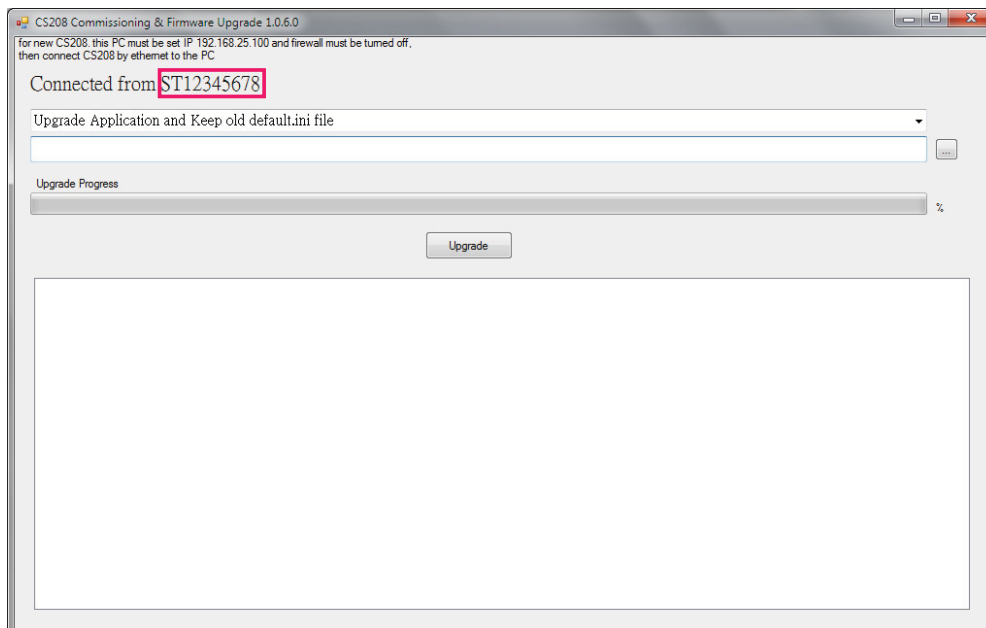 CS208 Commissioning & Firmware Upgrade 1.0.6.0
for new CS208. this PC must be set IP 192.168.25.100 and firewall must be turned off,
then connect CS208 by ethernet to the PC
Connected from ST12345678
Upgrade Application and Keep old default.ini file
...
Upgrade Progress
%
Upgrade